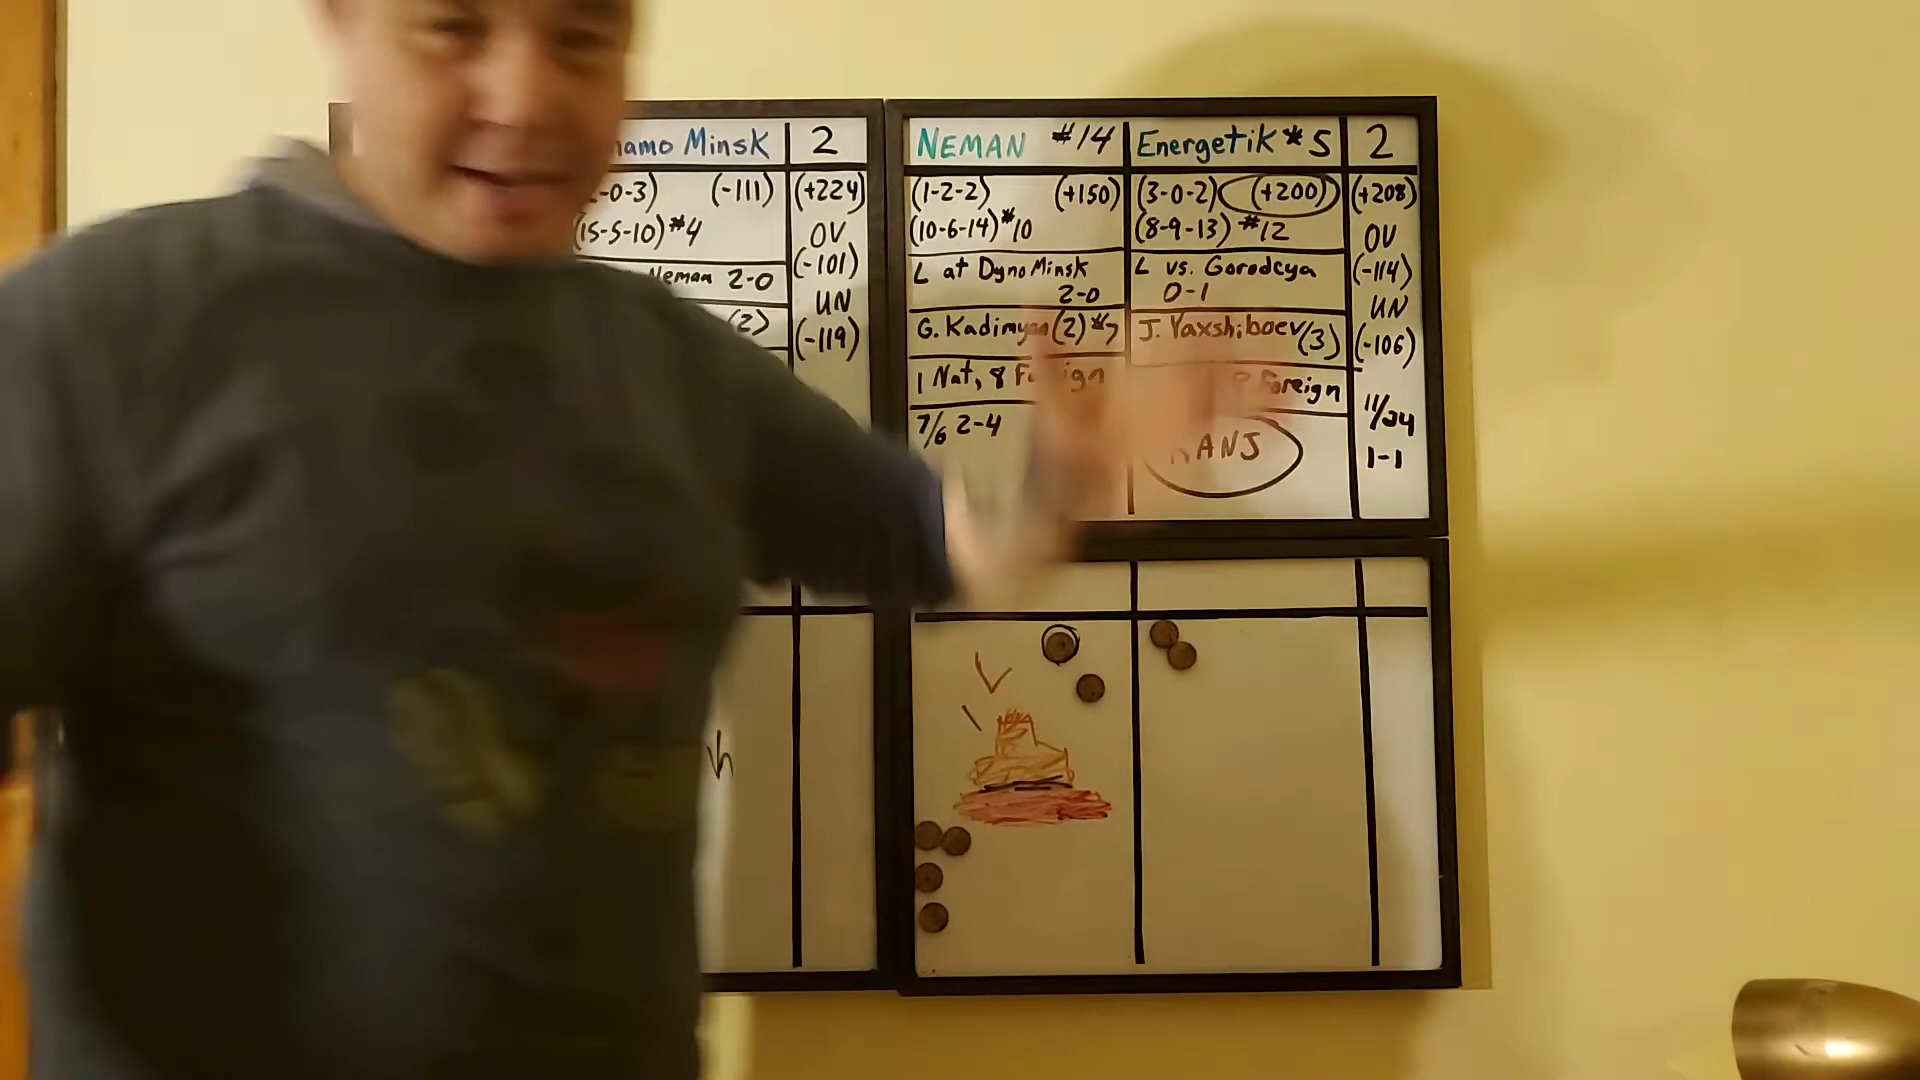 Minsk
2
-0-3) (-111)
(15-5-10) #4
Neman 2-0
(2)
(+224)
OV
(-101)
UN
(-119)
NEMAN #14
(1-2-2) (+150)
(10-6-14) #10
L at Dyno Minsk
2-0
G. Kadimyan (2) #7
1 Nat, 8 Foreign
7/6 2-4
Energetik #5
(3-0-2) (+200)
(8-9-13) #12
L vs. Gorodeya
0-1
J. Yaxshiboev (3)
Foreign
2
(+208)
OV
(-114)
UN
(-106)
11/24
1-1